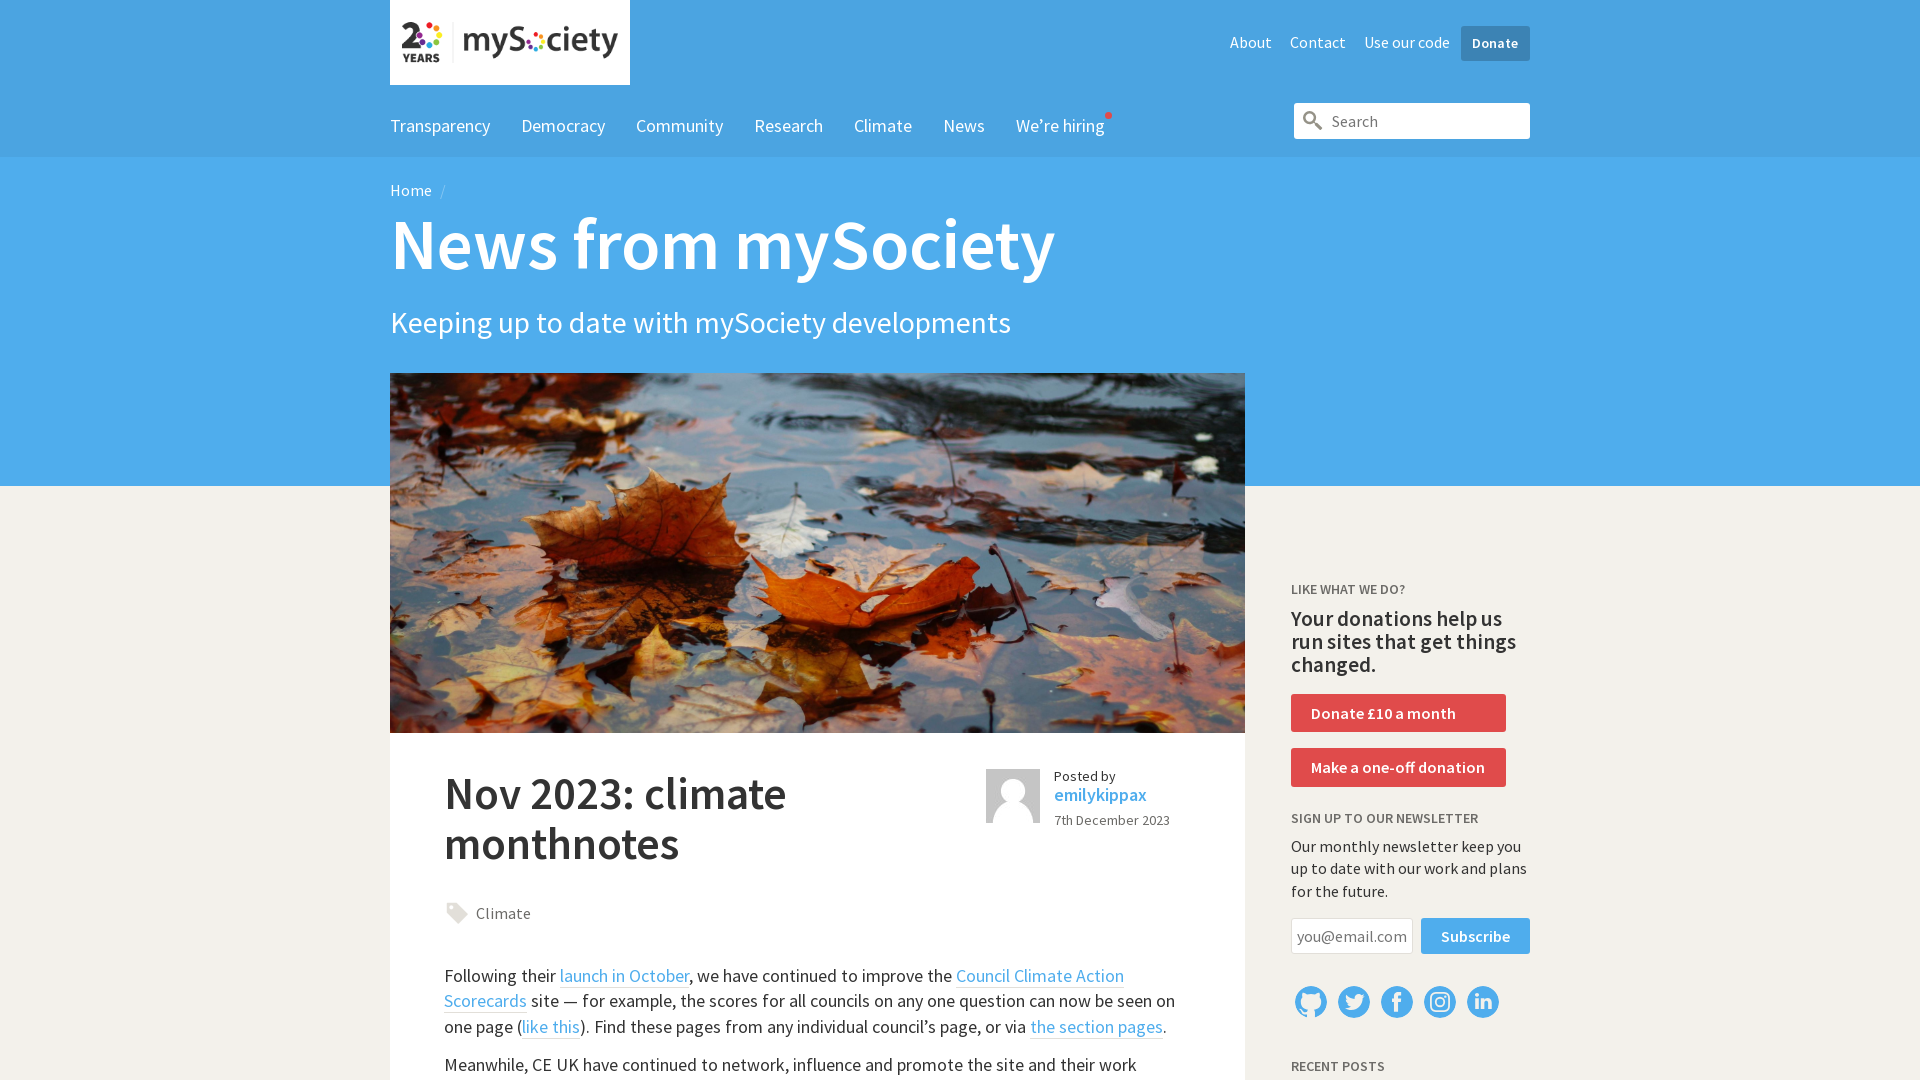 20 YEARS mySociety
About Contact Use our code Donate
Transparency Democracy Community Research Climate News We’re hiring
Search
Home /
News from mySociety
Keeping up to date with mySociety developments
Nov 2023: climate
monthnotes
Posted by
emilykippax
7th December 2023
Climate
Following their launch in October, we have continued to improve the Council Climate Action
Scorecards site — for example, the scores for all councils on any one question can now be seen on
one page (like this). Find these pages from any individual council’s page, or via the section pages.
Meanwhile, CE UK have continued to network, influence and promote the site and their work
LIKE WHAT WE DO?
Your donations help us
run sites that get things
changed.
Donate £10 a month
Make a one-off donation
SIGN UP TO OUR NEWSLETTER
Our monthly newsletter keep you
up to date with our work and plans
for the future.
you@email.com Subscribe
RECENT POSTS